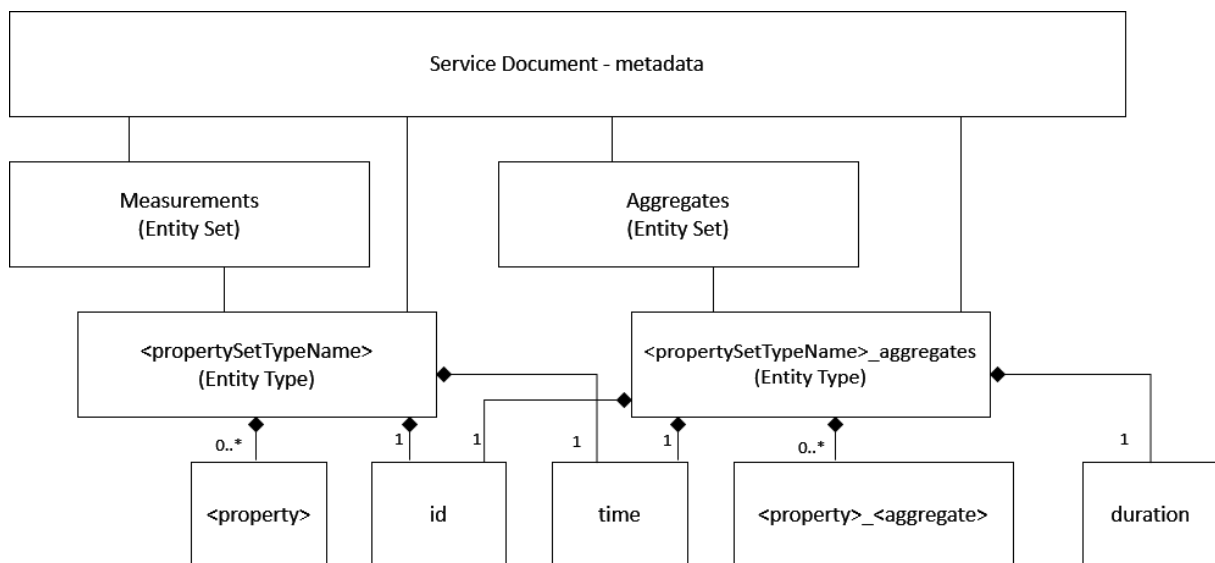 Service Document - metadata
Measurements
(Entity Set)
Aggregates
(Entity Set)
<propertySetTypeName>
(Entity Type)
<propertySetTypeName>_aggregates
(Entity Type)
0..*
1
1
1
1
0..*
1
<property>
id
time
<property>_<aggregate>
duration